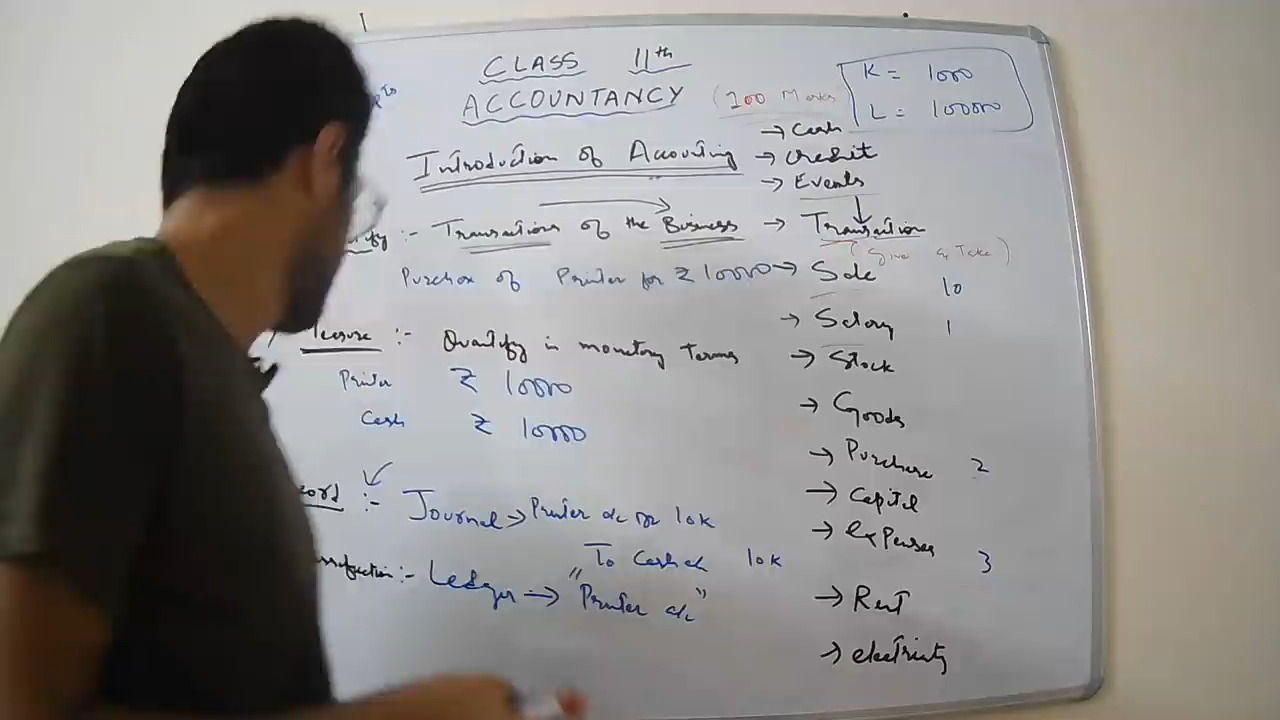 CLASS 11th
ACCOUNTANCY (100 Marks)
K = 1000
L = 100000
Introduction of Accounting
→ Cash
→ credit
→ Events
:- Transactions of the Business → Transaction
(Give & Take)
Purchase of Printer for ₹ 10000 → Sale 10
→ Salary 1
:- Quantify in monetary terms → Stock
Printer ₹ 10000
→ Goods
Cash ₹ 10000
→ Purchase 2
→ Capital
:- Journal → Printer a/c Dr 10K
→ Expenses 3
To Cash a/c 10K
:- Ledger → "Printer a/c"
→ Rent
→ electricity